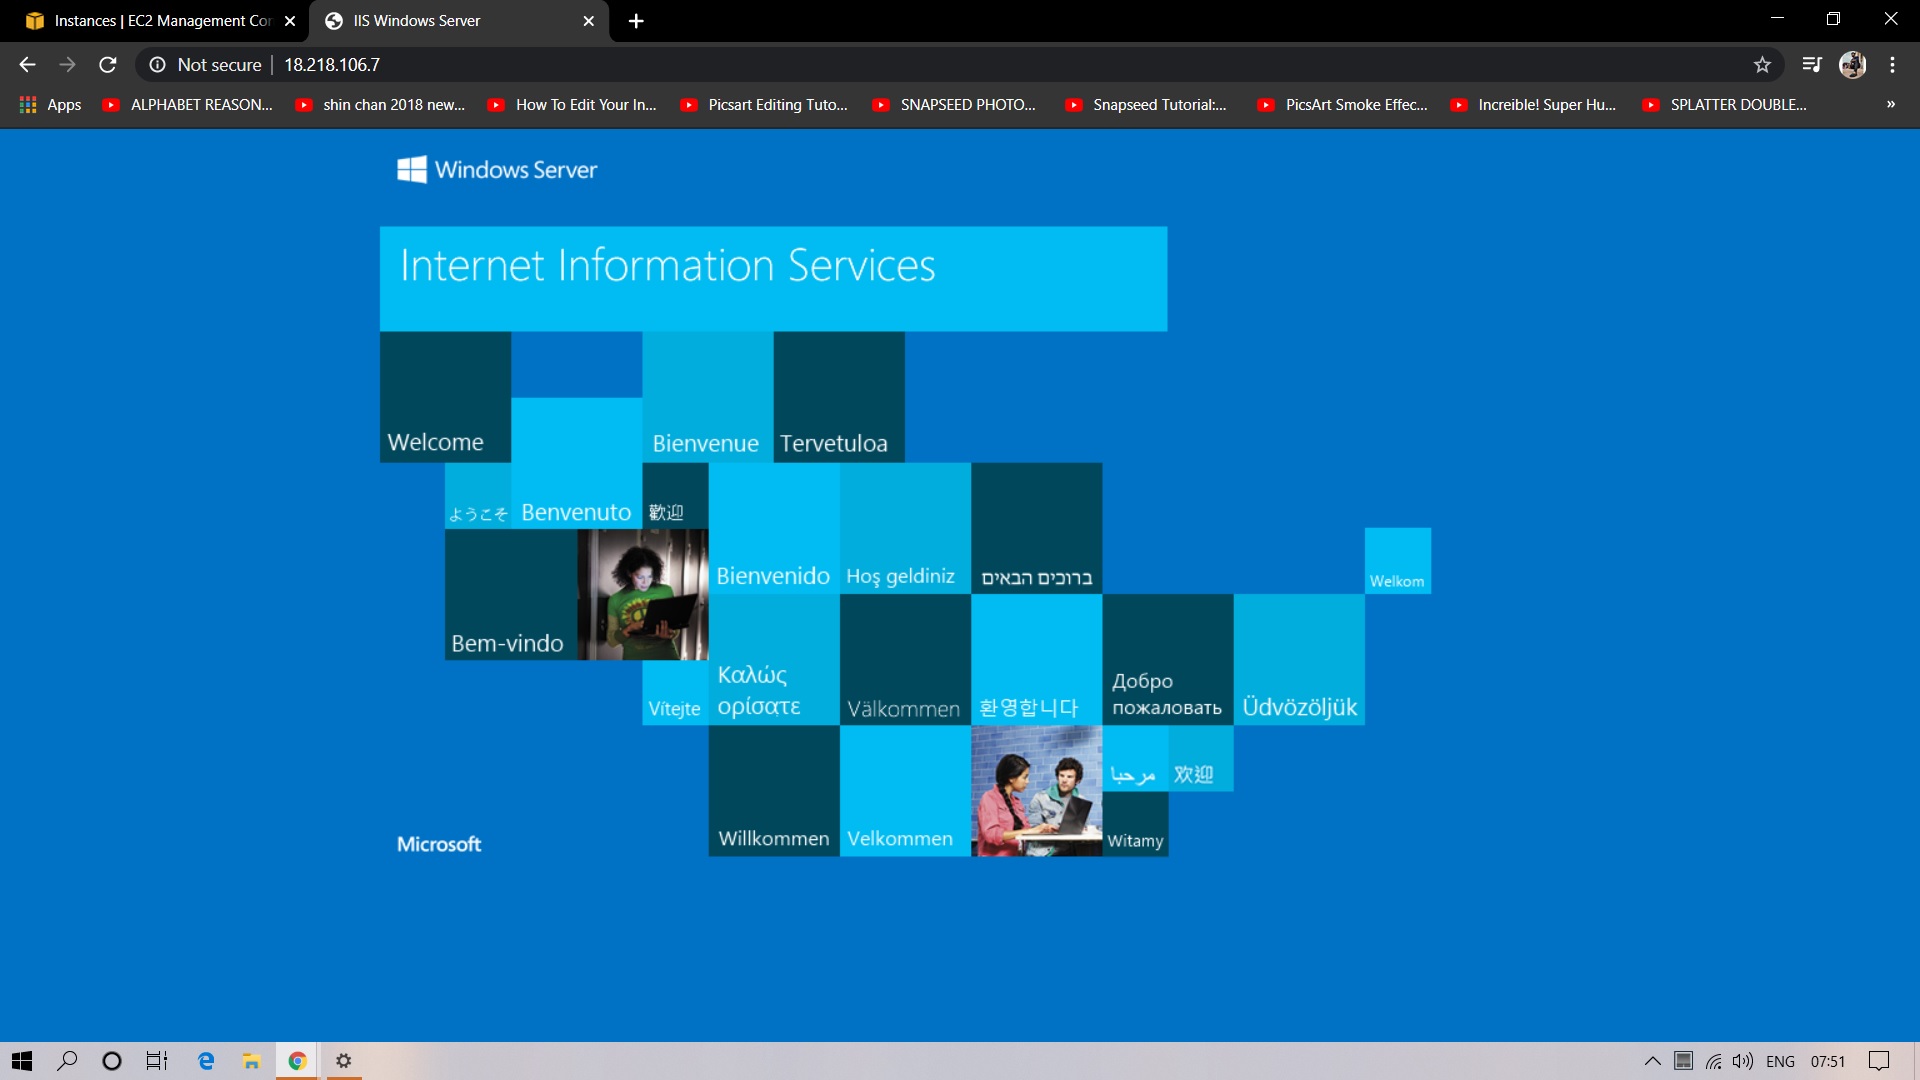 Instances | EC2 Management Con
IIS Windows Server
Not secure
18.218.106.7
Apps
ALPHABET REASON...
shin chan 2018 new...
How To Edit Your In...
Picsart Editing Tuto...
SNAPSEED PHOTO...
Snapseed Tutorial:...
PicsArt Smoke Effec...
Increible! Super Hu...
SPLATTER DOUBLE...
»
Windows Server
Internet Information Services
Welcome
Bienvenue
Tervetuloa
ようこそ
Benvenuto
歡迎
Bienvenido
Hoş geldiniz
ברוכים הבאים
Welkom
Bem-vindo
Vítejte
Καλώς
ορίσατε
Välkommen
환영합니다
Добро
пожаловать
Üdvözöljük
مرحبا
欢迎
Microsoft
Willkommen
Velkommen
Witamy
ENG
07:51